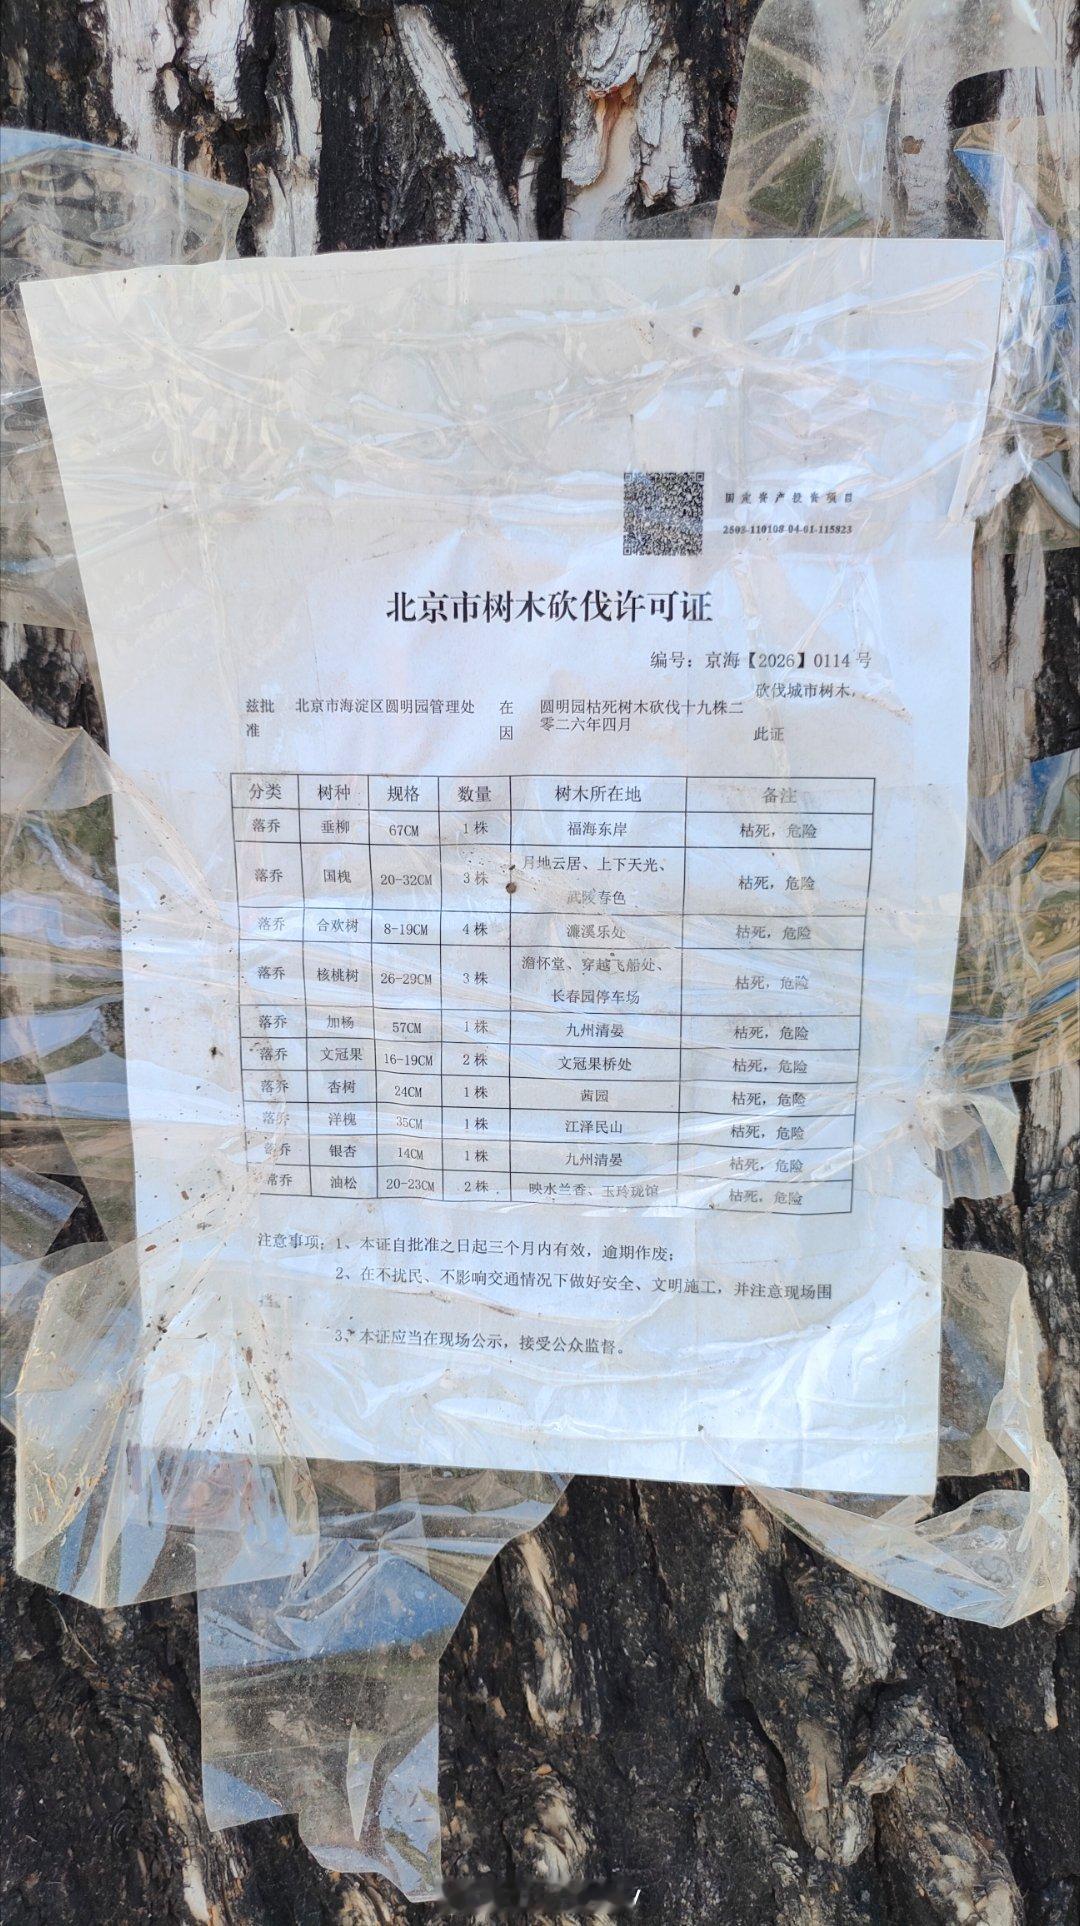 固定资产投资项目
2503-110108-04-01-115823
北京市树木砍伐许可证
编号：京海【2026】0114号
砍伐城市树木，
兹批 北京市海淀区圆明园管理处 在 圆明园枯死树木砍伐十九株二
准 因 零二六年四月 此证
分类 树种 规格 数量 树木所在地 备注
落乔 垂柳 67CM 1株 福海东岸 枯死，危险
落乔 国槐 20-32CM 3株 月地云居、上下天光、
武陵春色 枯死，危险
落乔 合欢树 8-19CM 4株 濂溪乐处 枯死，危险
落乔 核桃树 26-29CM 3株 澹怀堂、穿越飞船处、
长春园停车场 枯死，危险
落乔 加杨 57CM 1株 九州清晏 枯死，危险
落乔 文冠果 16-19CM 2株 文冠果桥处 枯死，危险
落乔 杏树 24CM 1株 茜园 枯死，危险
落乔 洋槐 35CM 1株 江泽民山 枯死，危险
落乔 银杏 14CM 1株 九州清晏 枯死，危险
常乔 油松 20-23CM 2株 映水兰香、玉玲珑馆 枯死，危险
注意事项：1、本证自批准之日起三个月内有效，逾期作废；
2、在不扰民、不影响交通情况下做好安全、文明施工，并注意现场围
挡。
3、本证应当在现场公示，接受公众监督。